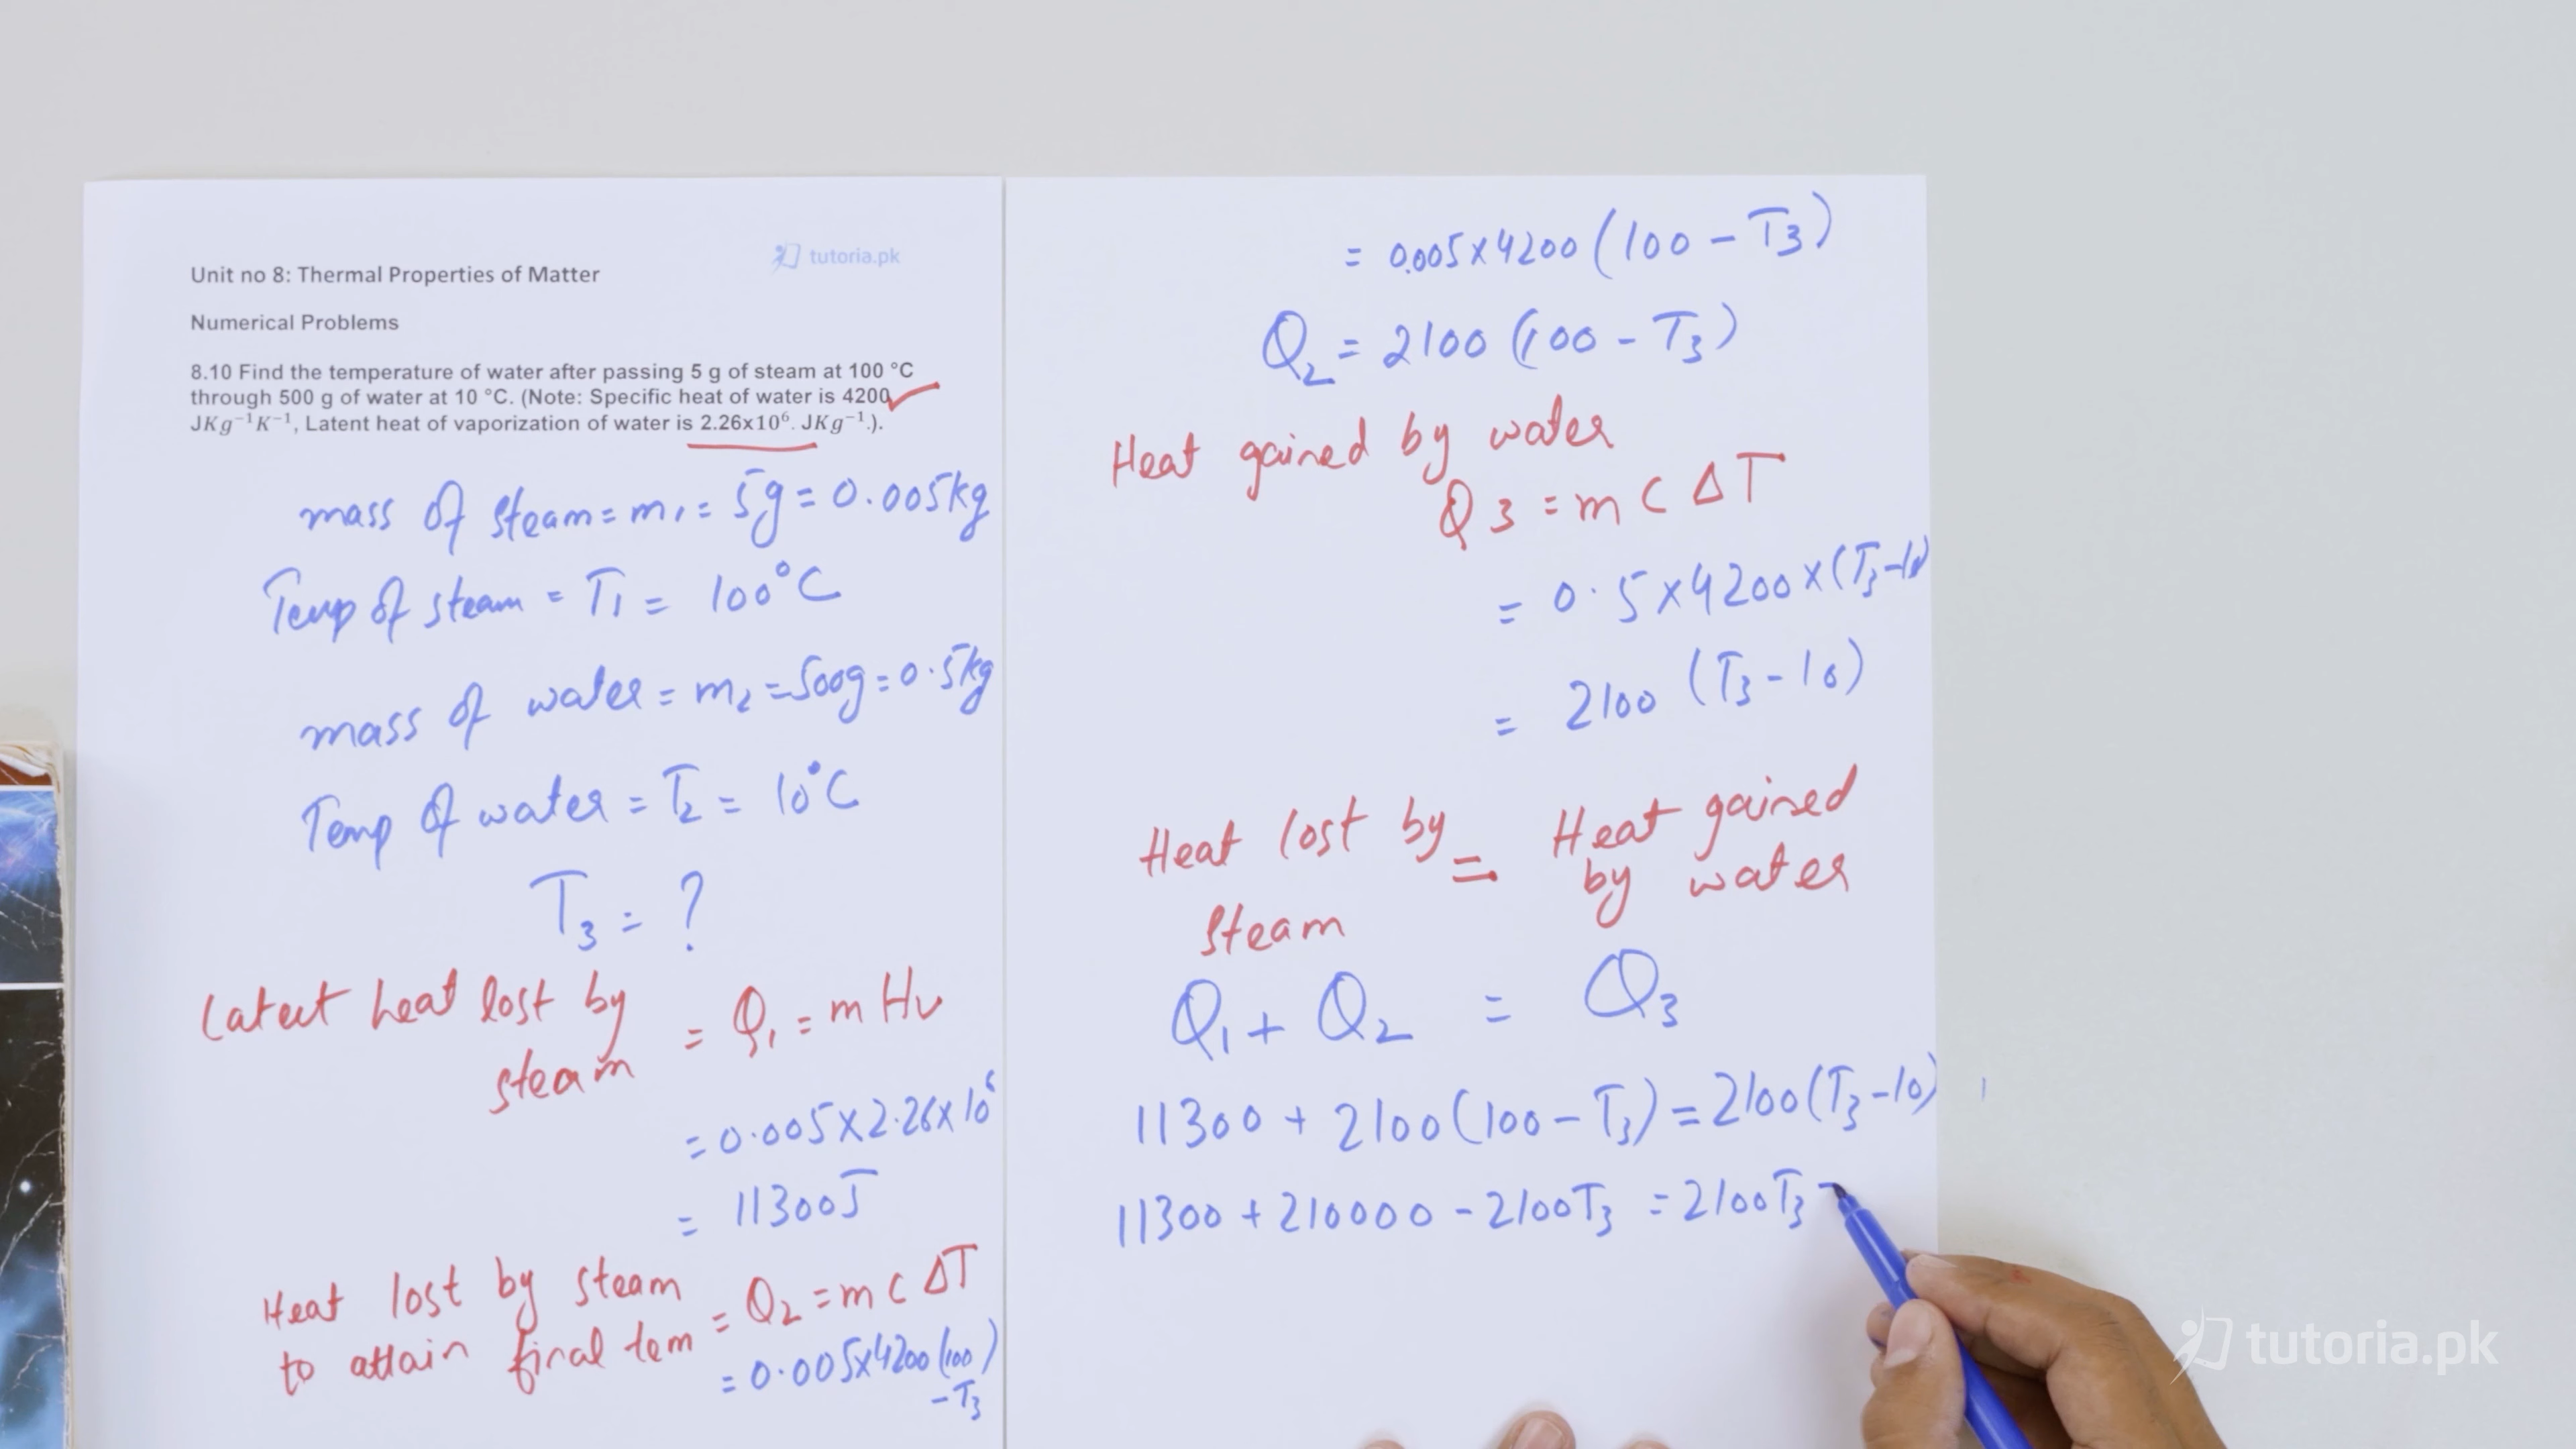 tutoria.pk
Unit no 8: Thermal Properties of Matter
Numerical Problems
8.10 Find the temperature of water after passing 5 g of steam at 100 °C
through 500 g of water at 10 °C. (Note: Specific heat of water is 4200
JKg⁻¹K⁻¹, Latent heat of vaporization of water is 2.26x10⁶. JKg⁻¹.).
mass of steam = m₁ = 5g = 0.005kg
Temp of steam = T₁ = 100°C
mass of water = m₂ = 500g = 0.5kg
Temp of water = T₂ = 10°C
T₃ = ?
Latent heat lost by
steam = Q₁ = m Hv
= 0.005 x 2.26 x 10⁶
= 11300J
Heat lost by steam
to attain final tem = Q₂ = m c ΔT
= 0.005x4200 (100)
-T₃
= 0.005 x 4200 (100 - T₃)
Q₂ = 2100 (100 - T₃)
Heat gained by water
Q3 = m c ΔT
= 0.5 x 4200 x (T₃-10)
= 2100 (T₃ - 10)
Heat lost by = Heat gained
steam by water
Q₁ + Q₂ = Q₃
11300 + 2100 (100 - T₃) = 2100 (T₃ - 10)
11300 + 210000 - 2100T₃ = 2100T₃ -
tutoria.pk